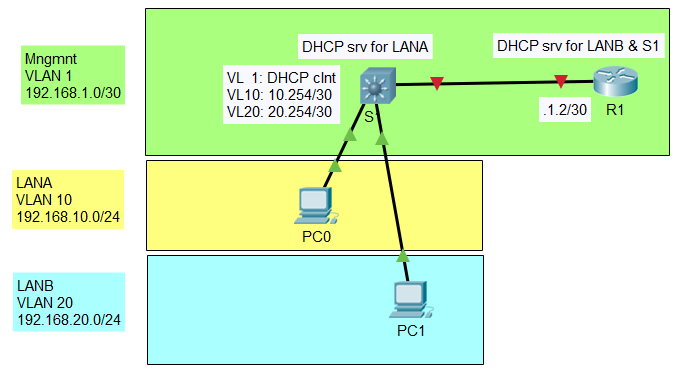 Mngmnt
VLAN 1
192.168.1.0/30
DHCP srv for LANA
DHCP srv for LANB & S1
VL  1: DHCP clnt
VL10: 10.254/30
VL20: 20.254/30
S
.1.2/30
R1
LANA
VLAN 10
192.168.10.0/24
PC0
LANB
VLAN 20
192.168.20.0/24
PC1